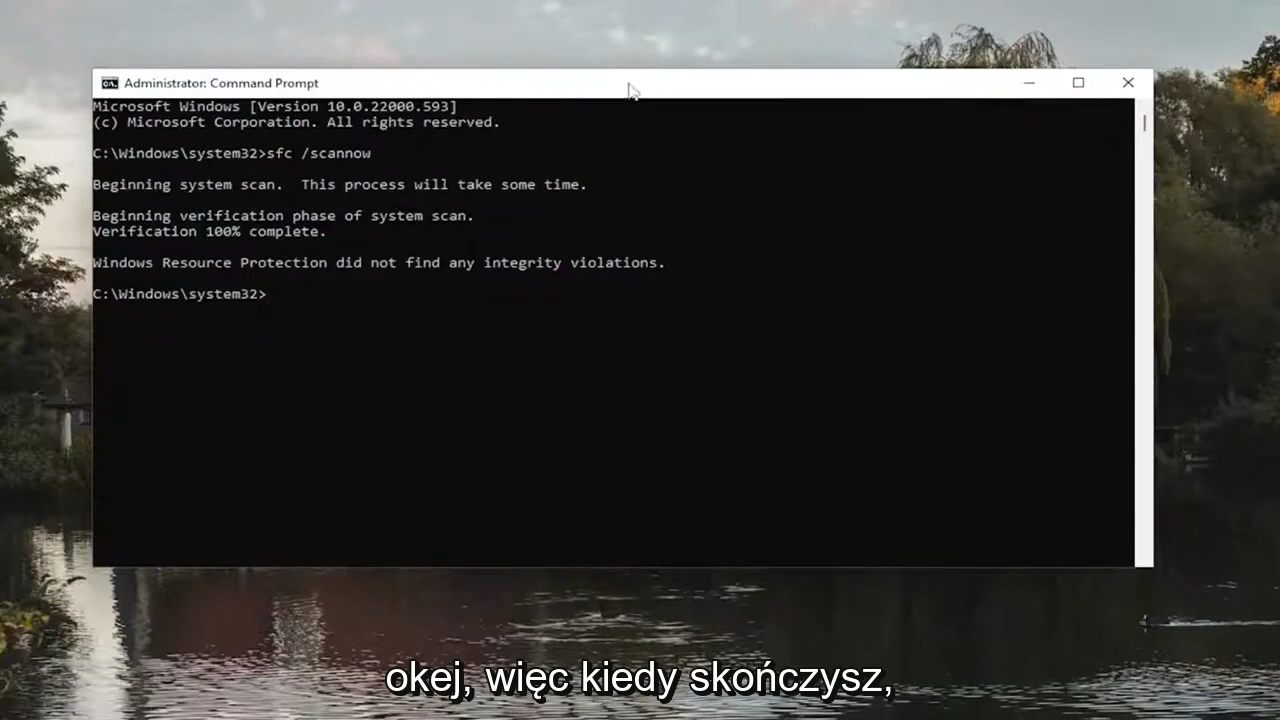 Administrator: Command Prompt
Microsoft Windows [Version 10.0.22000.593]
(c) Microsoft Corporation. All rights reserved.
C:\Windows\system32>sfc /scannow
Beginning system scan.  This process will take some time.
Beginning verification phase of system scan.
Verification 100% complete.
Windows Resource Protection did not find any integrity violations.
C:\Windows\system32>
okej, więc kiedy skończysz,